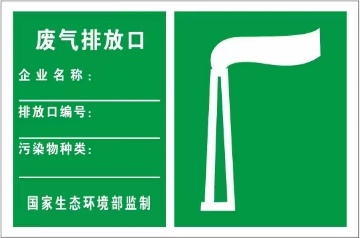 废气排放口
企业名称：
排放口编号：
污染物种类：
国家生态环境部监制